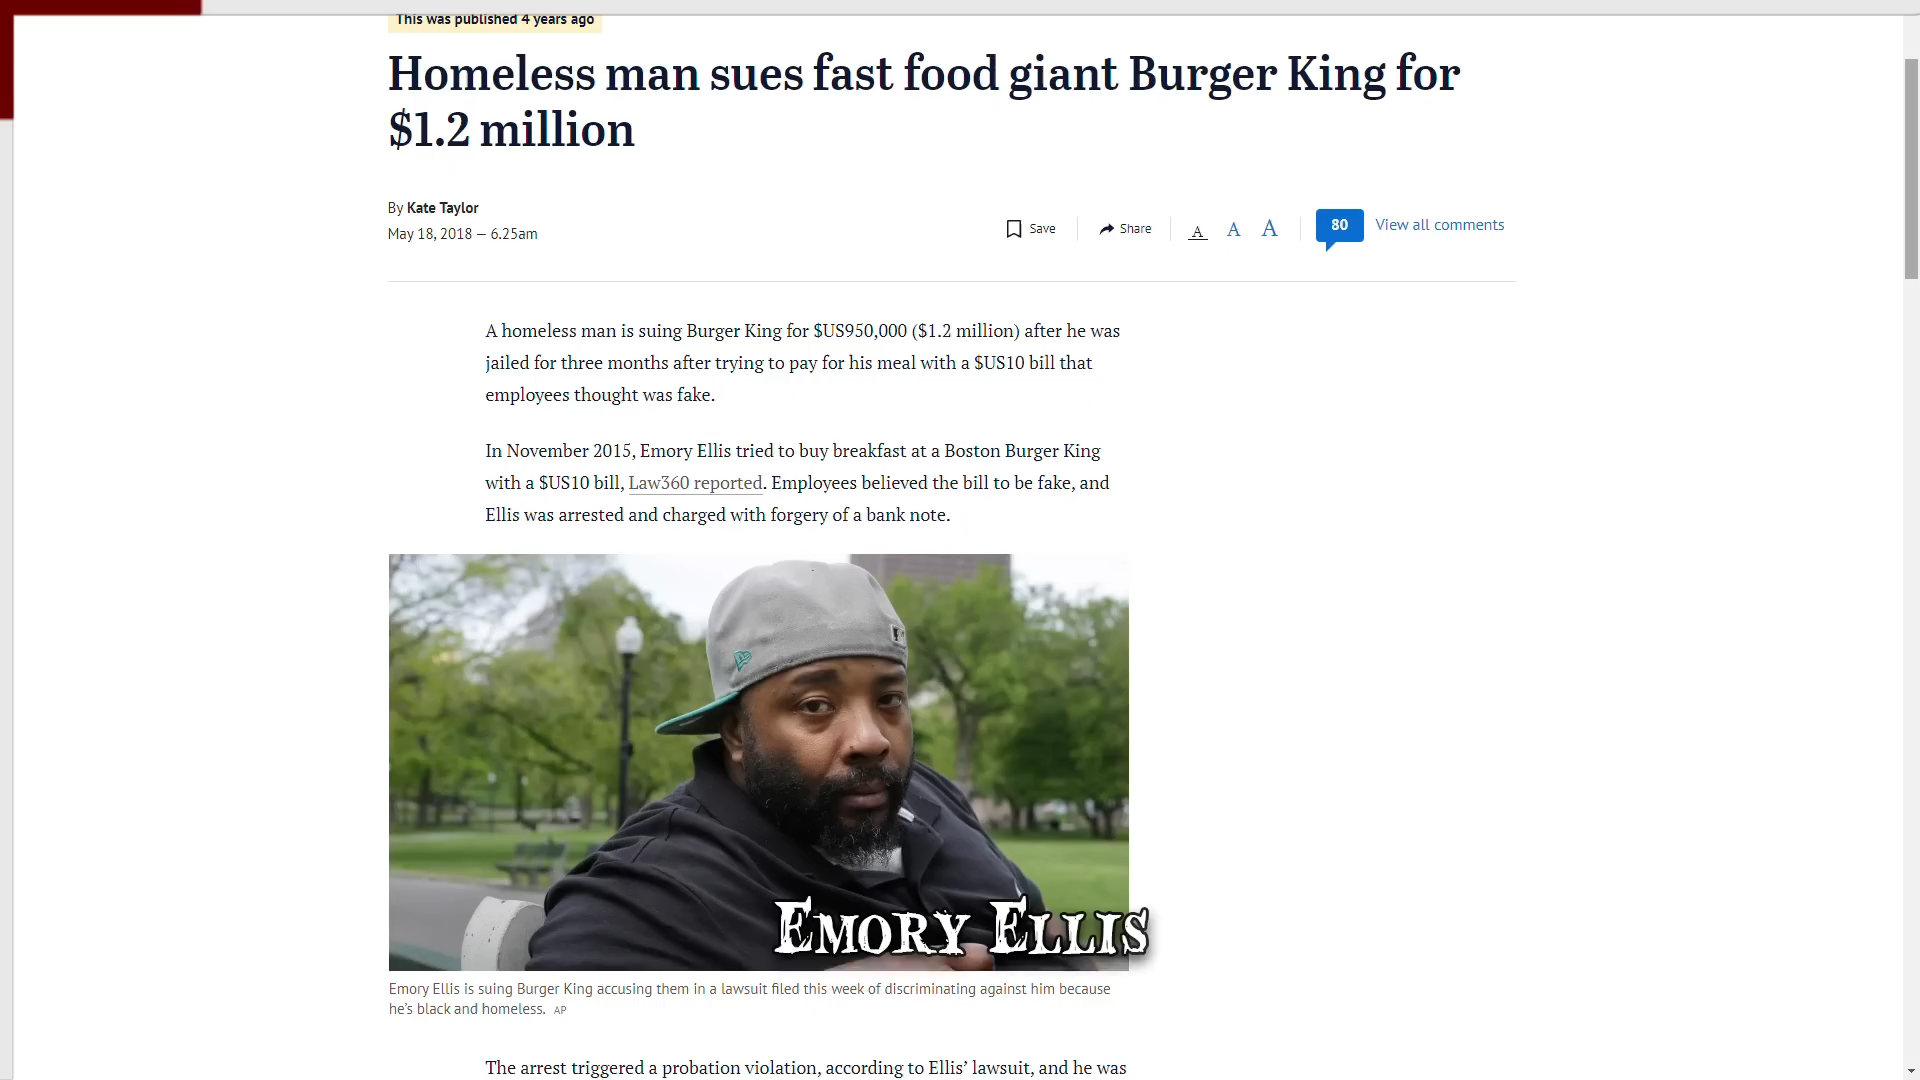 This was published 4 years ago
Homeless man sues fast food giant Burger King for
$1.2 million
By Kate Taylor
May 18, 2018 — 6.25am
Save
Share
A A A
80
View all comments
A homeless man is suing Burger King for $US950,000 ($1.2 million) after he was
jailed for three months after trying to pay for his meal with a $US10 bill that
employees thought was fake.
In November 2015, Emory Ellis tried to buy breakfast at a Boston Burger King
with a $US10 bill, Law360 reported. Employees believed the bill to be fake, and
Ellis was arrested and charged with forgery of a bank note.
Emory Ellis
Emory Ellis is suing Burger King accusing them in a lawsuit filed this week of discriminating against him because
he's black and homeless. AP
The arrest triggered a probation violation, according to Ellis' lawsuit, and he was